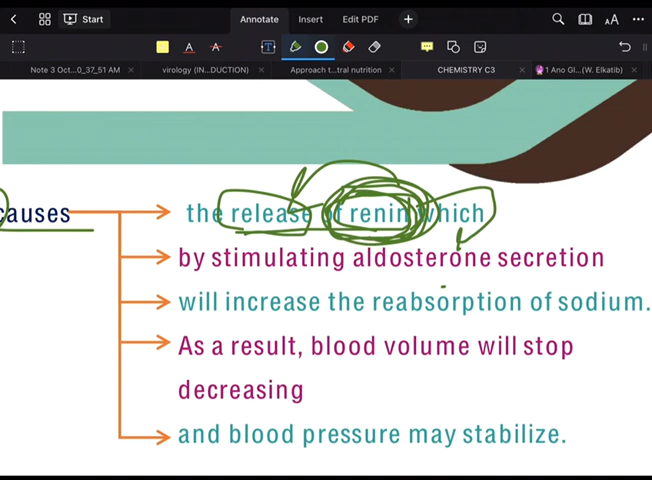 Start
Annotate
Insert
Edit PDF
Note 3 Oct...0_37_51 AM
virology (IN...DUCTION)
Approach t...tral nutrition
CHEMISTRY C3
1 Ano Gl...(W. Elkatib)
causes
the release of renin which
by stimulating aldosterone secretion
will increase the reabsorption of sodium.
As a result, blood volume will stop
decreasing
and blood pressure may stabilize.